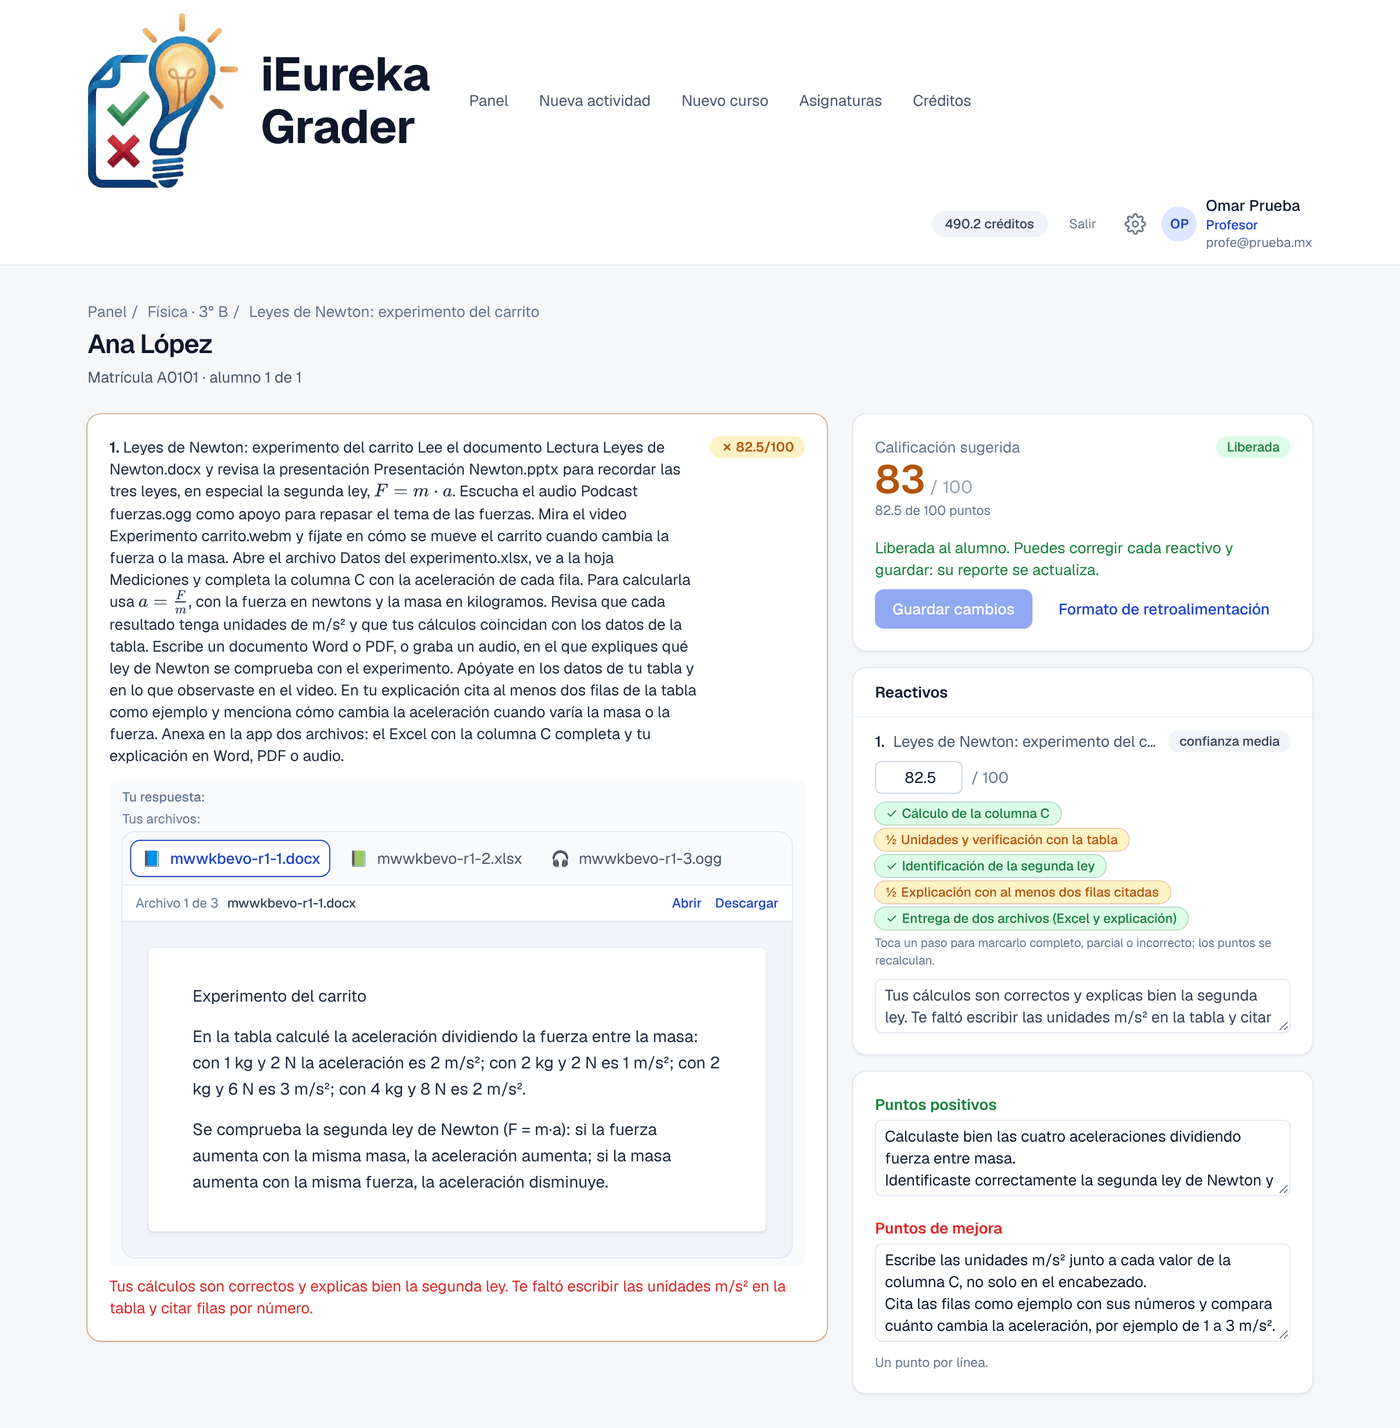 iEureka
Grader
Panel
Nueva actividad
Nuevo curso
Asignaturas
Créditos
490.2 créditos
Salir
OP
Omar Prueba
Profesor
profe@prueba.mx
Panel / Física · 3° B / Leyes de Newton: experimento del carrito
Ana López
Matrícula A0101 · alumno 1 de 1
1. Leyes de Newton: experimento del carrito Lee el documento Lectura Leyes de
Newton.docx y revisa la presentación Presentación Newton.pptx para recordar las
tres leyes, en especial la segunda ley, F = m · a. Escucha el audio Podcast
fuerzas.ogg como apoyo para repasar el tema de las fuerzas. Mira el video
Experimento carrito.webm y fíjate en cómo se mueve el carrito cuando cambia la
fuerza o la masa. Abre el archivo Datos del experimento.xlsx, ve a la hoja
Mediciones y completa la columna C con la aceleración de cada fila. Para calcularla
usa a = F/m, con la fuerza en newtons y la masa en kilogramos. Revisa que cada
resultado tenga unidades de m/s² y que tus cálculos coincidan con los datos de la
tabla. Escribe un documento Word o PDF, o graba un audio, en el que expliques qué
ley de Newton se comprueba con el experimento. Apóyate en los datos de tu tabla y
en lo que observaste en el video. En tu explicación cita al menos dos filas de la tabla
como ejemplo y menciona cómo cambia la aceleración cuando varía la masa o la
fuerza. Anexa en la app dos archivos: el Excel con la columna C completa y tu
explicación en Word, PDF o audio.
× 82.5/100
Tu respuesta:
Tus archivos:
mwwkbevo-r1-1.docx
mwwkbevo-r1-2.xlsx
mwwkbevo-r1-3.ogg
Archivo 1 de 3 mwwkbevo-r1-1.docx
Abrir
Descargar
Experimento del carrito
En la tabla calculé la aceleración dividiendo la fuerza entre la masa:
con 1 kg y 2 N la aceleración es 2 m/s²; con 2 kg y 2 N es 1 m/s²; con 2
kg y 6 N es 3 m/s²; con 4 kg y 8 N es 2 m/s².
Se comprueba la segunda ley de Newton (F = m·a): si la fuerza
aumenta con la misma masa, la aceleración aumenta; si la masa
aumenta con la misma fuerza, la aceleración disminuye.
Tus cálculos son correctos y explicas bien la segunda ley. Te faltó escribir las unidades m/s² en la
tabla y citar filas por número.
Calificación sugerida
Liberada
83 / 100
82.5 de 100 puntos
Liberada al alumno. Puedes corregir cada reactivo y
guardar: su reporte se actualiza.
Guardar cambios
Formato de retroalimentación
Reactivos
1. Leyes de Newton: experimento del c...
confianza media
82.5 / 100
✓ Cálculo de la columna C
½ Unidades y verificación con la tabla
✓ Identificación de la segunda ley
½ Explicación con al menos dos filas citadas
✓ Entrega de dos archivos (Excel y explicación)
Toca un paso para marcarlo completo, parcial o incorrecto; los puntos se
recalculan.
Tus cálculos son correctos y explicas bien la segunda
ley. Te faltó escribir las unidades m/s² en la tabla y citar
Puntos positivos
Calculaste bien las cuatro aceleraciones dividiendo
fuerza entre masa.
Identificaste correctamente la segunda ley de Newton y
Puntos de mejora
Escribe las unidades m/s² junto a cada valor de la
columna C, no solo en el encabezado.
Cita las filas como ejemplo con sus números y compara
cuánto cambia la aceleración, por ejemplo de 1 a 3 m/s².
Un punto por línea.